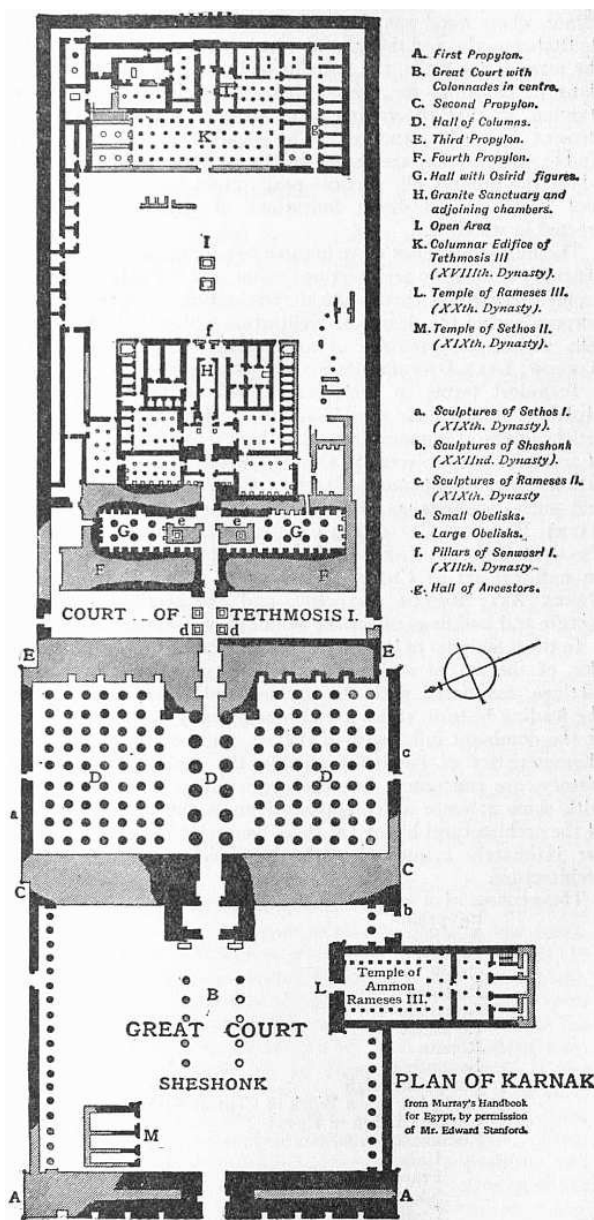 A. First Propylon.
B. Great Court with
Colonnades in centre.
C. Second Propylon.
D. Hall of Columns.
E. Third Propylon.
F. Fourth Propylon.
G. Hall with Osirid figures.
H. Granite Sanctuary and
adjoining chambers.
I. Open Area
K. Columnar Edifice of
Tethmosis III
(XVIIIth. Dynasty).
L. Temple of Rameses III.
(XXth. Dynasty).
M. Temple of Sethos II.
(XIXth. Dynasty).
a. Sculptures of Sethos I.
(XIXth. Dynasty).
b. Sculptures of Sheshonk
(XXIInd. Dynasty).
c. Sculptures of Rameses II.
(XIXth. Dynasty
d. Small Obelisks.
e. Large Obelisks.
f. Pillars of Senwosri I.
(XIIth. Dynasty
g. Hall of Ancestors.
K
g
I
f
H
G e e G
F F
COURT OF TETHMOSIS
d d
E E
c
D D D
a
C C
b
B
L
Temple of
Ammon
Rameses III.
GREAT COURT
SHESHONK
M
A A
PLAN OF KARNAK
from Murray's Handbook
for Egypt, by permission
of Mr. Edward Stanford.